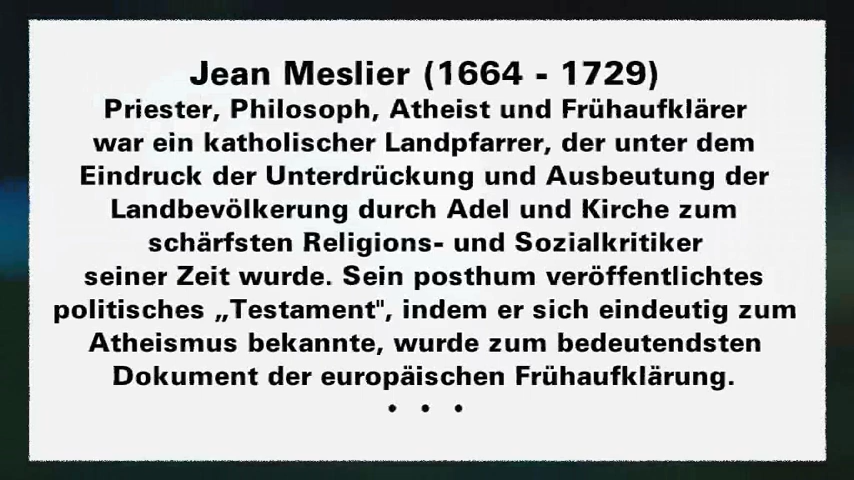 Jean Meslier (1664 - 1729)
Priester, Philosoph, Atheist und Frühaufklärer
war ein katholischer Landpfarrer, der unter dem
Eindruck der Unterdrückung und Ausbeutung der
Landbevölkerung durch Adel und Kirche zum
schärfsten Religions- und Sozialkritiker
seiner Zeit wurde. Sein posthum veröffentlichtes
politisches „Testament", indem er sich eindeutig zum
Atheismus bekannte, wurde zum bedeutendsten
Dokument der europäischen Frühaufklärung.
• • •